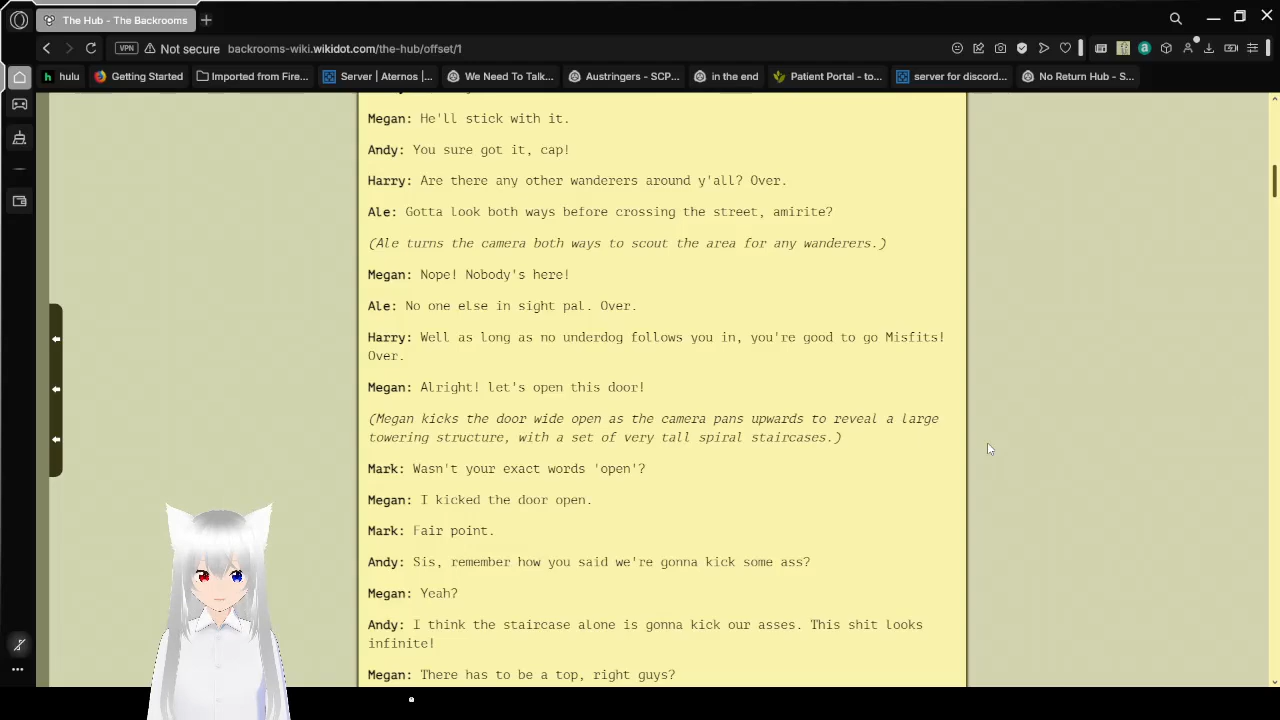 The Hub - The Backrooms
VPN Not secure backrooms-wiki.wikidot.com/the-hub/offset/1
hulu Getting Started Imported from Fire... Server | Aternos |... We Need To Talk... Austringers - SCP... in the end Patient Portal - to... server for discord... No Return Hub - S...
Megan: He'll stick with it.
Andy: You sure got it, cap!
Harry: Are there any other wanderers around y'all? Over.
Ale: Gotta look both ways before crossing the street, amirite?
(Ale turns the camera both ways to scout the area for any wanderers.)
Megan: Nope! Nobody's here!
Ale: No one else in sight pal. Over.
Harry: Well as long as no underdog follows you in, you're good to go Misfits!
Over.
Megan: Alright! let's open this door!
(Megan kicks the door wide open as the camera pans upwards to reveal a large
towering structure, with a set of very tall spiral staircases.)
Mark: Wasn't your exact words 'open'?
Megan: I kicked the door open.
Mark: Fair point.
Andy: Sis, remember how you said we're gonna kick some ass?
Megan: Yeah?
Andy: I think the staircase alone is gonna kick our asses. This shit looks
infinite!
Megan: There has to be a top, right guys?